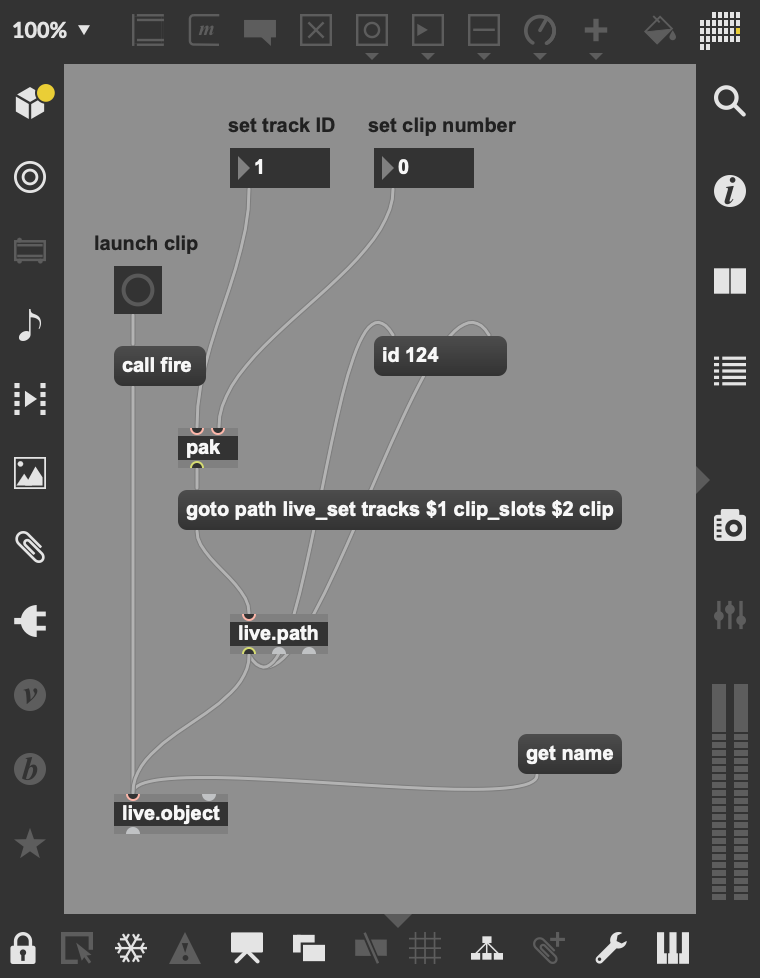 100%
m
set track ID
set clip number
1
0
launch clip
call fire
id 124
pak
goto path live_set tracks $1 clip_slots $2 clip
live.path
get name
live.object
i
v
b